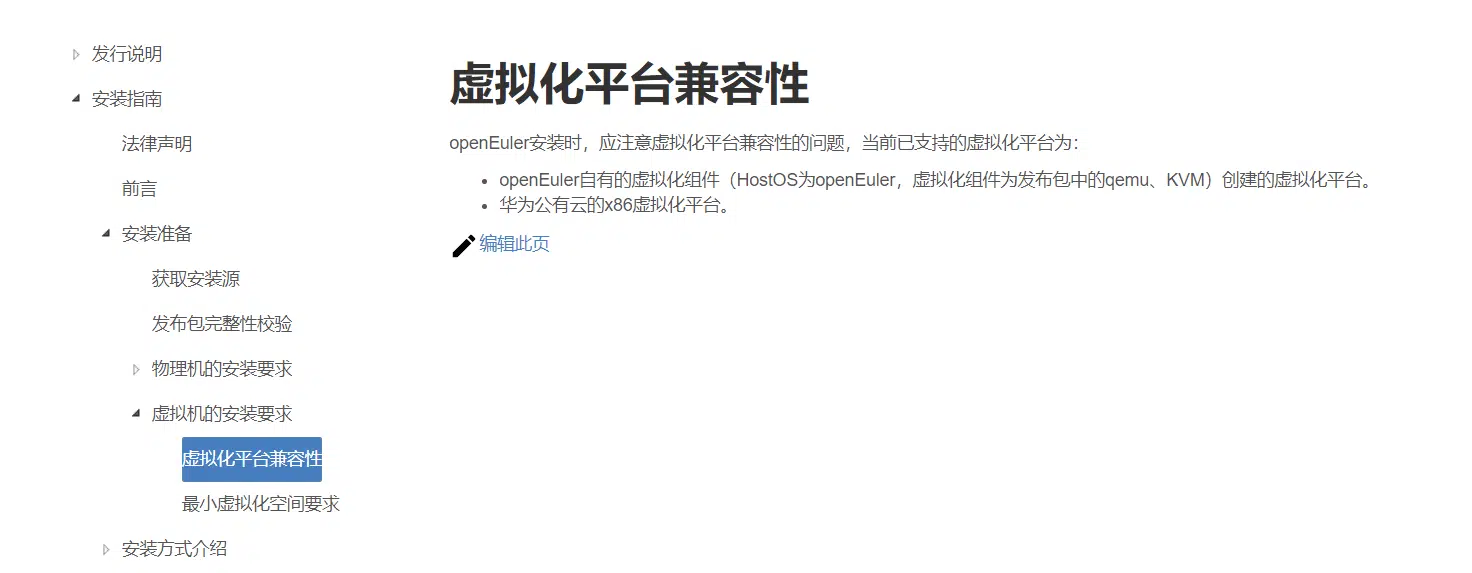 发行说明
安装指南
法律声明
前言
安装准备
获取安装源
发布包完整性校验
物理机的安装要求
虚拟机的安装要求
虚拟化平台兼容性
最小虚拟化空间要求
安装方式介绍
虚拟化平台兼容性
openEuler安装时，应注意虚拟化平台兼容性的问题，当前已支持的虚拟化平台为：
• openEuler自有的虚拟化组件（HostOS为openEuler，虚拟化组件为发布包中的qemu、KVM）创建的虚拟化平台。
• 华为公有云的x86虚拟化平台。
编辑此页